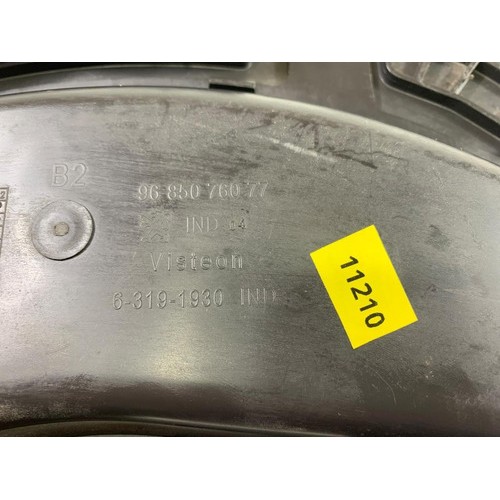 B2
96 850 760 77
IND 04
Visteon
6-319-1930 IND
11210